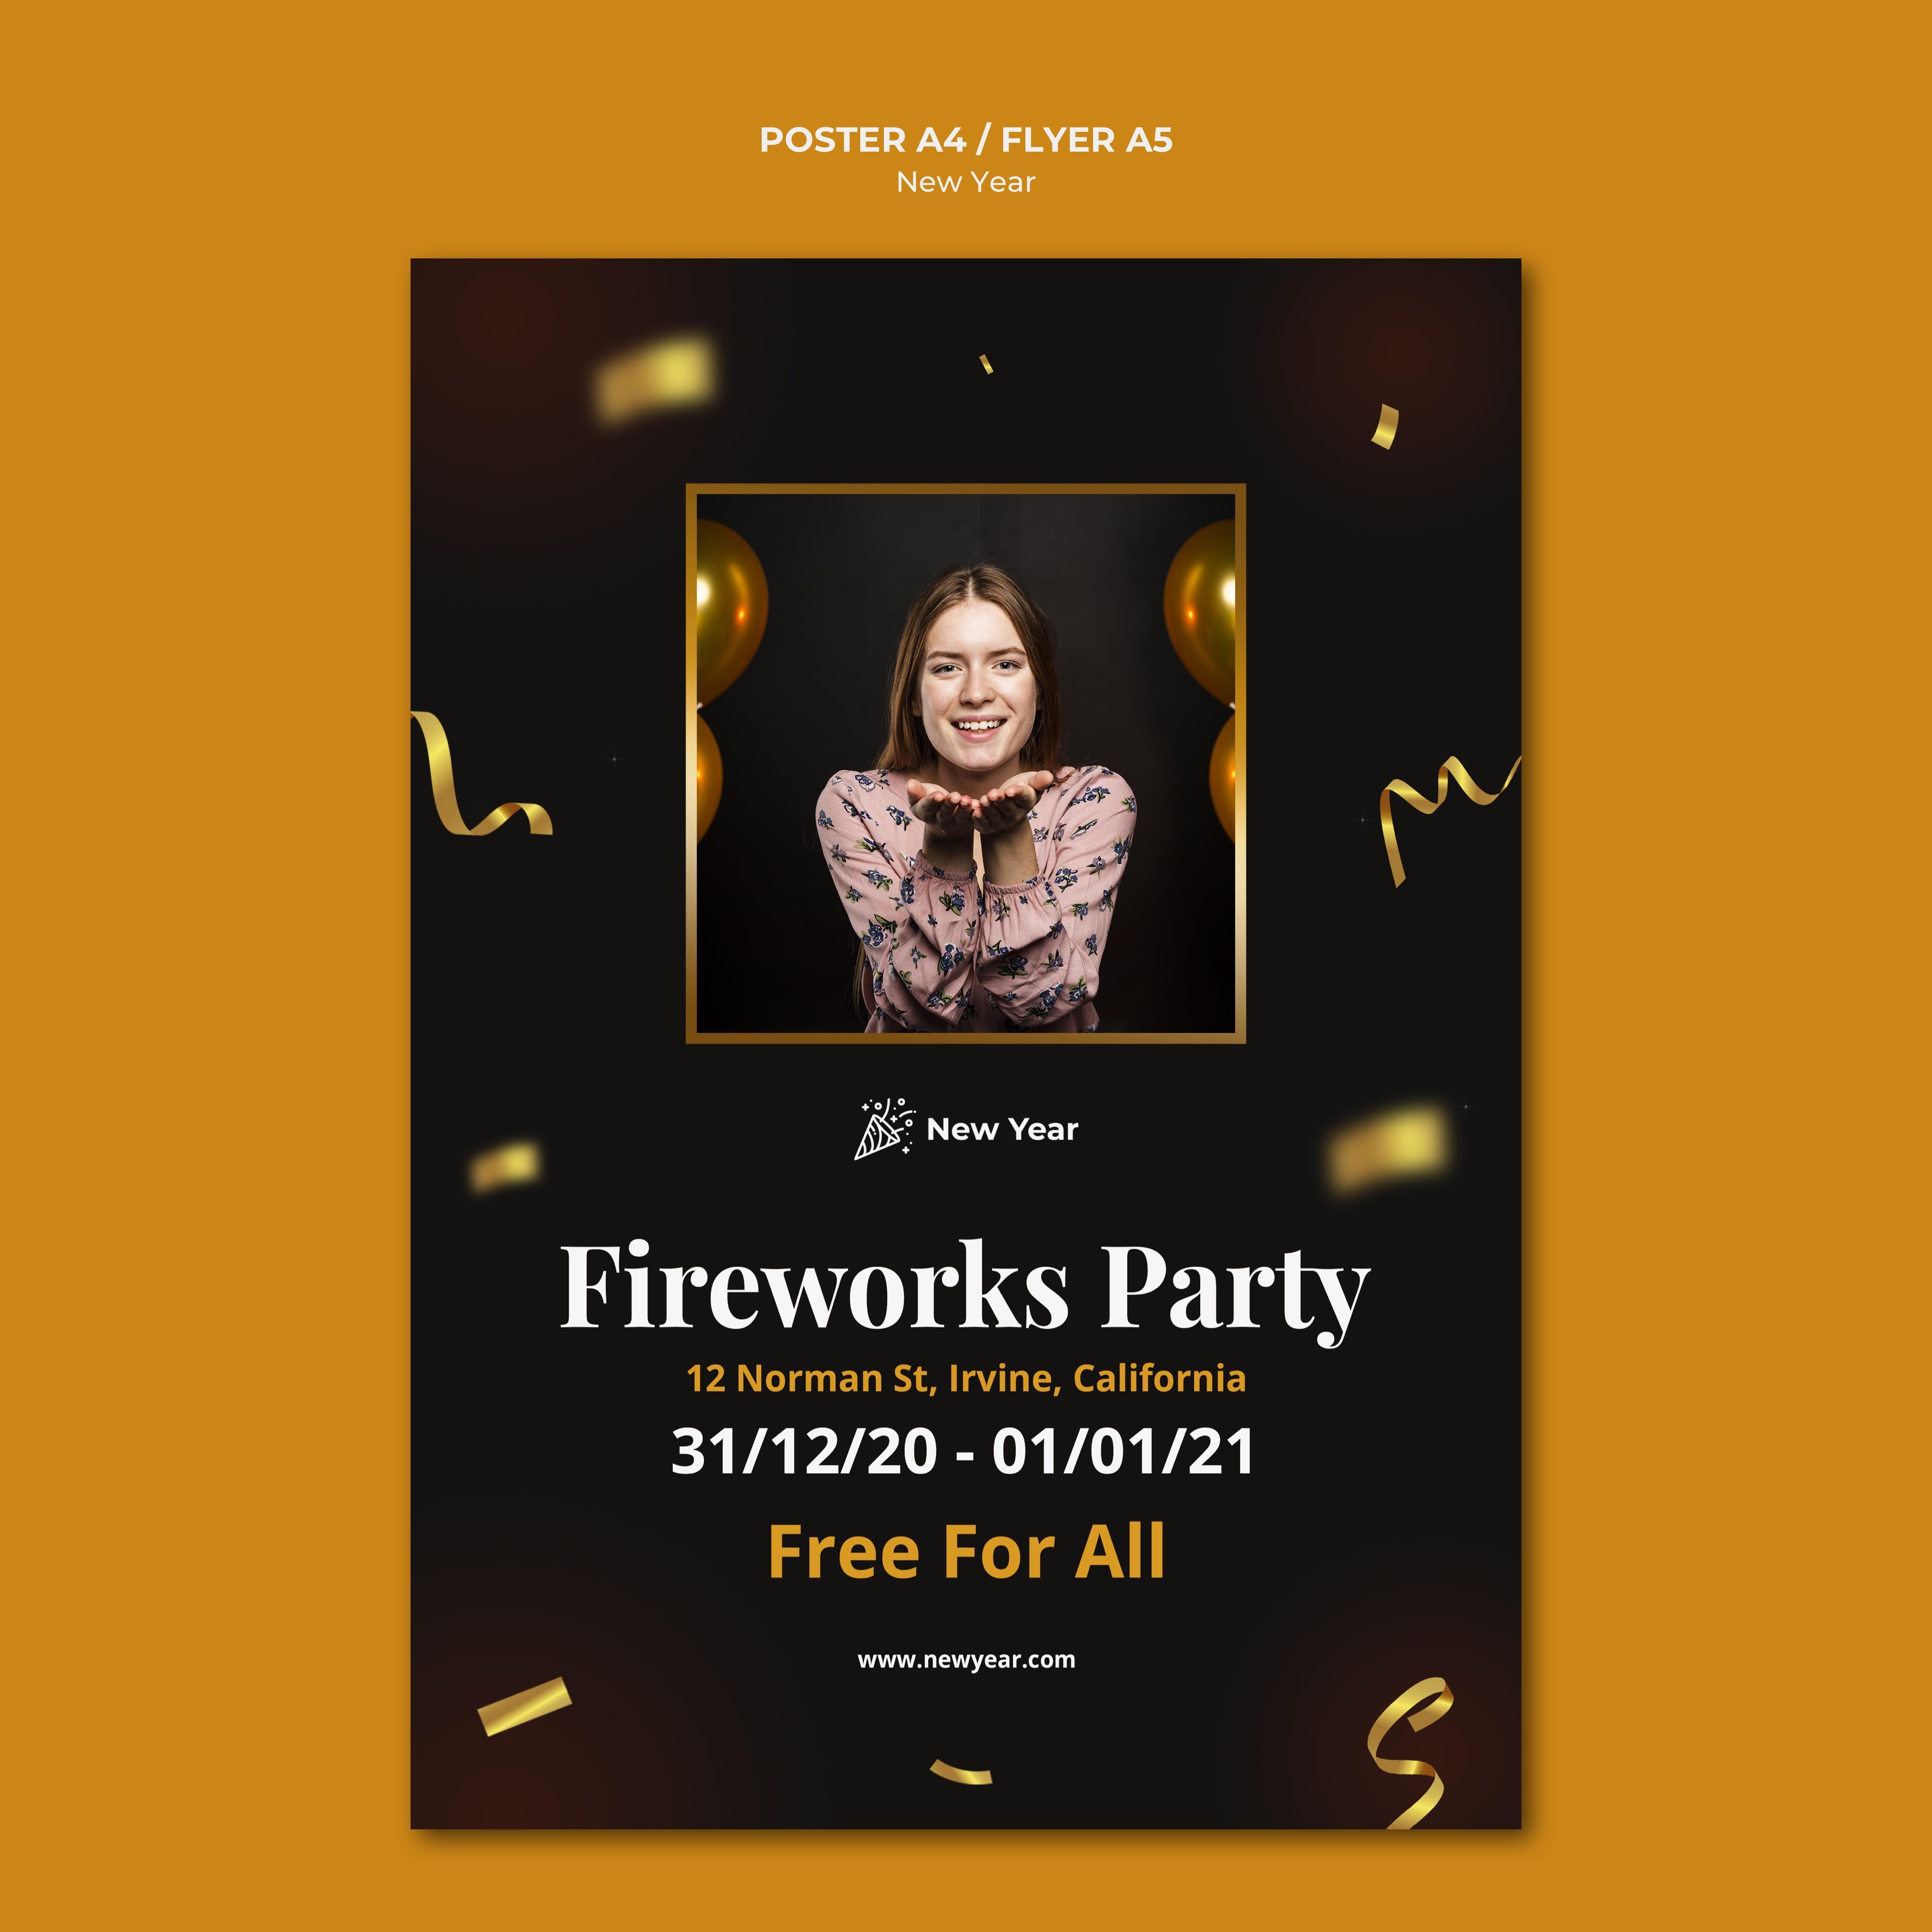 POSTER A4 / FLYER A5
New Year
New Year
Fireworks Party
12 Norman St, Irvine, California
31/12/20 - 01/01/21
Free For All
www.newyear.com